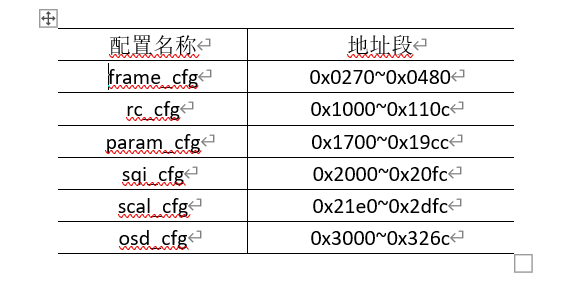 配置名称 地址段
frame_cfg 0x0270~0x0480
rc_cfg 0x1000~0x110c
param_cfg 0x1700~0x19cc
sqi_cfg 0x2000~0x20fc
scal_cfg 0x21e0~0x2dfc
osd_cfg 0x3000~0x326c